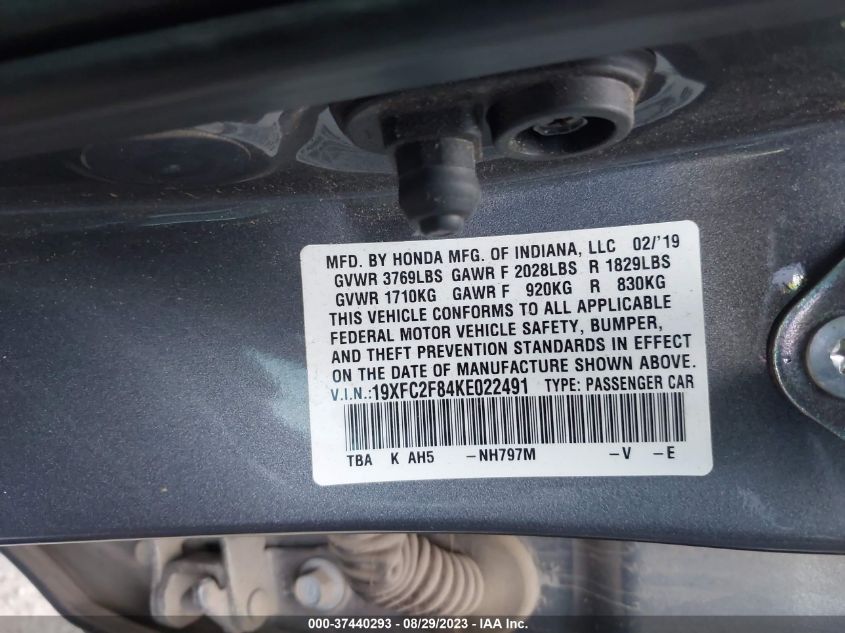 MFD. BY HONDA MFG. OF INDIANA, LLC 02/'19
GVWR 3769LBS GAWR F 2028LBS R 1829LBS
GVWR 1710KG GAWR F 920KG R 830KG
THIS VEHICLE CONFORMS TO ALL APPLICABLE
FEDERAL MOTOR VEHICLE SAFETY, BUMPER,
AND THEFT PREVENTION STANDARDS IN EFFECT
ON THE DATE OF MANUFACTURE SHOWN ABOVE.
V.I.N.:19XFC2F84KE022491 TYPE: PASSENGER CAR
TBA K AH5 -NH797M -V -E
000-37440293 - 08/29/2023 - IAA Inc.